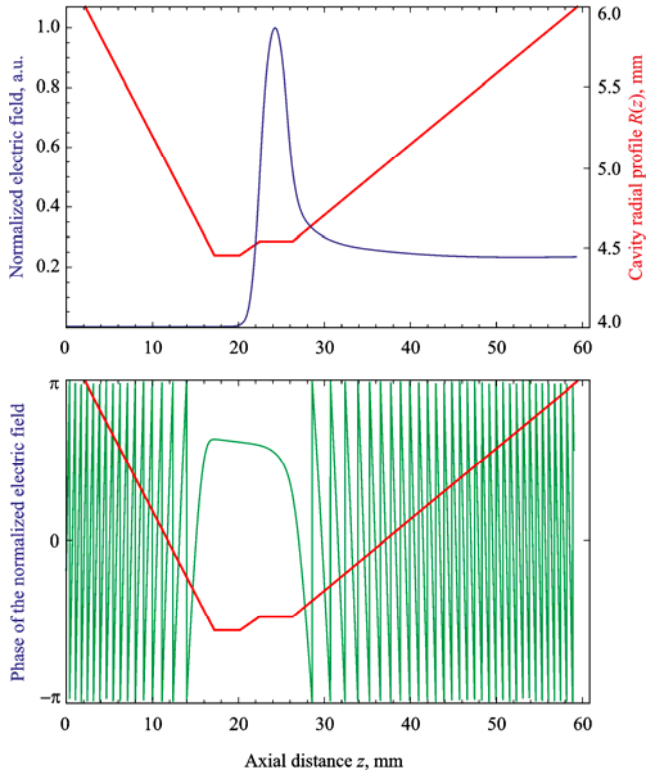 Normalized electric field, a.u.
1.0
0.8
0.6
0.4
0.2
6.0
5.5
5.0
4.5
4.0
Cavity radial profile R(z), mm
0 10 20 30 40 50 60
Phase of the normalized electric field
π
0
−π
0 10 20 30 40 50 60
Axial distance z, mm